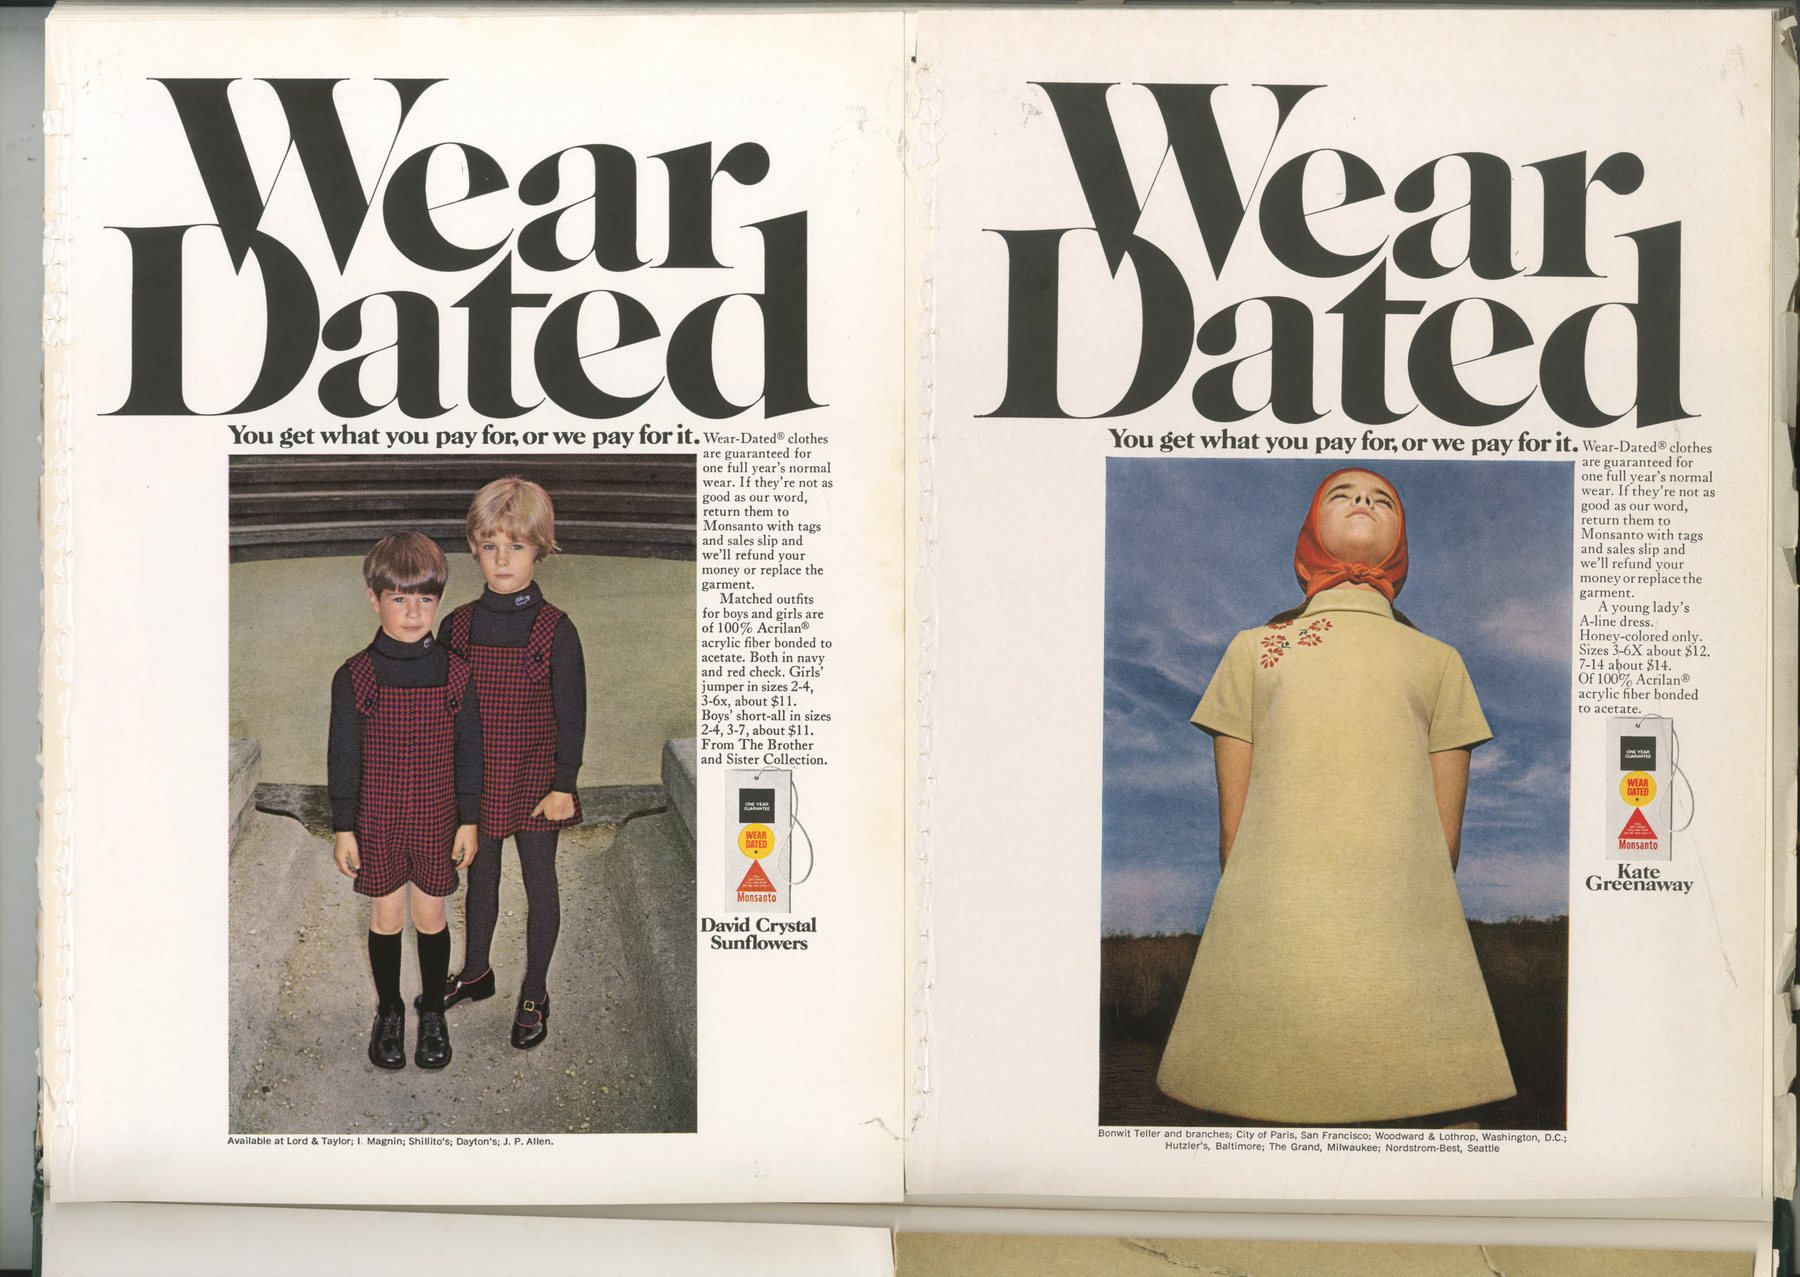 Wear
Dated
You get what you pay for, or we pay for it.
Wear-Dated® clothes
are guaranteed for
one full year's normal
wear. If they're not as
good as our word,
return them to
Monsanto with tags
and sales slip and
we'll refund your
money or replace the
garment.
Matched outfits
for boys and girls are
of 100% Acrilan®
acrylic fiber bonded to
acetate. Both in navy
and red check. Girls'
jumper in sizes 2-4,
3-6x, about $11.
Boys' short-all in sizes
2-4, 3-7, about $11.
From The Brother
and Sister Collection.
ONE YEAR
GUARANTEE
WEAR
DATED
Monsanto
David Crystal
Sunflowers
Available at Lord & Taylor; I. Magnin; Shillito's; Dayton's; J. P. Allen.
Wear
Dated
You get what you pay for, or we pay for it.
Wear-Dated® clothes
are guaranteed for
one full year's normal
wear. If they're not as
good as our word,
return them to
Monsanto with tags
and sales slip and
we'll refund your
money or replace the
garment.
A young lady's
A-line dress.
Honey-colored only.
Sizes 3-6X about $12.
7-14 about $14.
Of 100% Acrilan®
acrylic fiber bonded
to acetate.
ONE YEAR
GUARANTEE
WEAR
DATED
Monsanto
Kate
Greenaway
Bonwit Teller and branches; City of Paris, San Francisco; Woodward & Lothrop, Washington, D.C.;
Hutzler's, Baltimore; The Grand, Milwaukee; Nordstrom-Best, Seattle